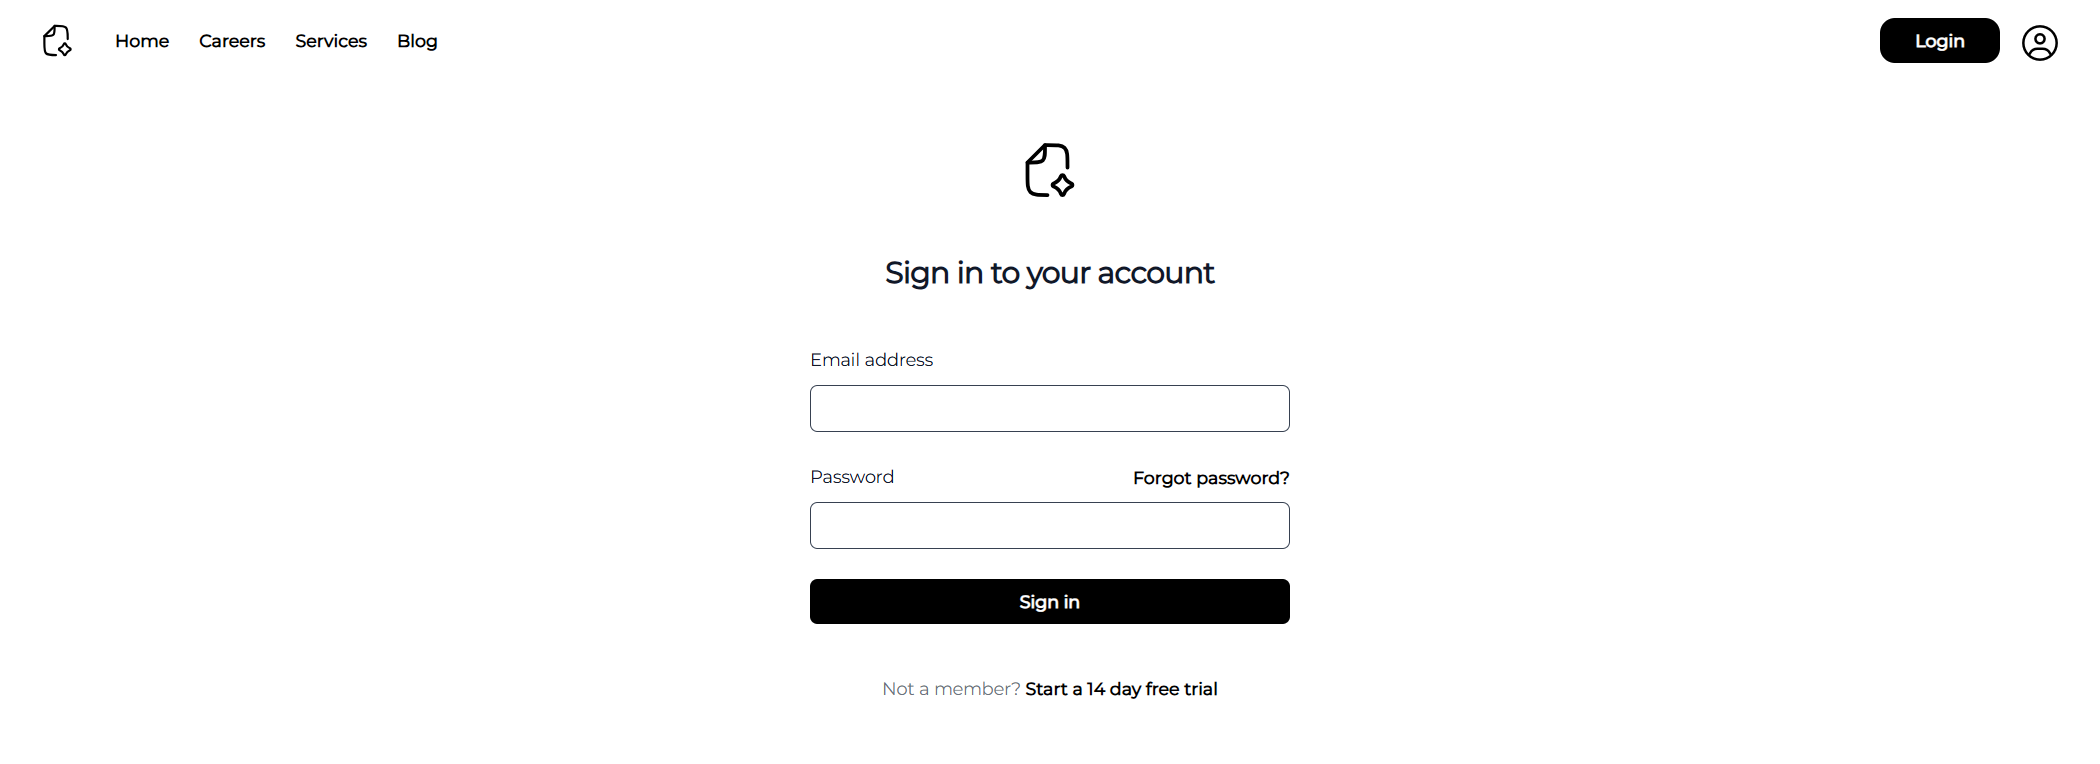 Home Careers Services Blog Login
Sign in to your account
Email address
Password Forgot password?
Sign in
Not a member? Start a 14 day free trial